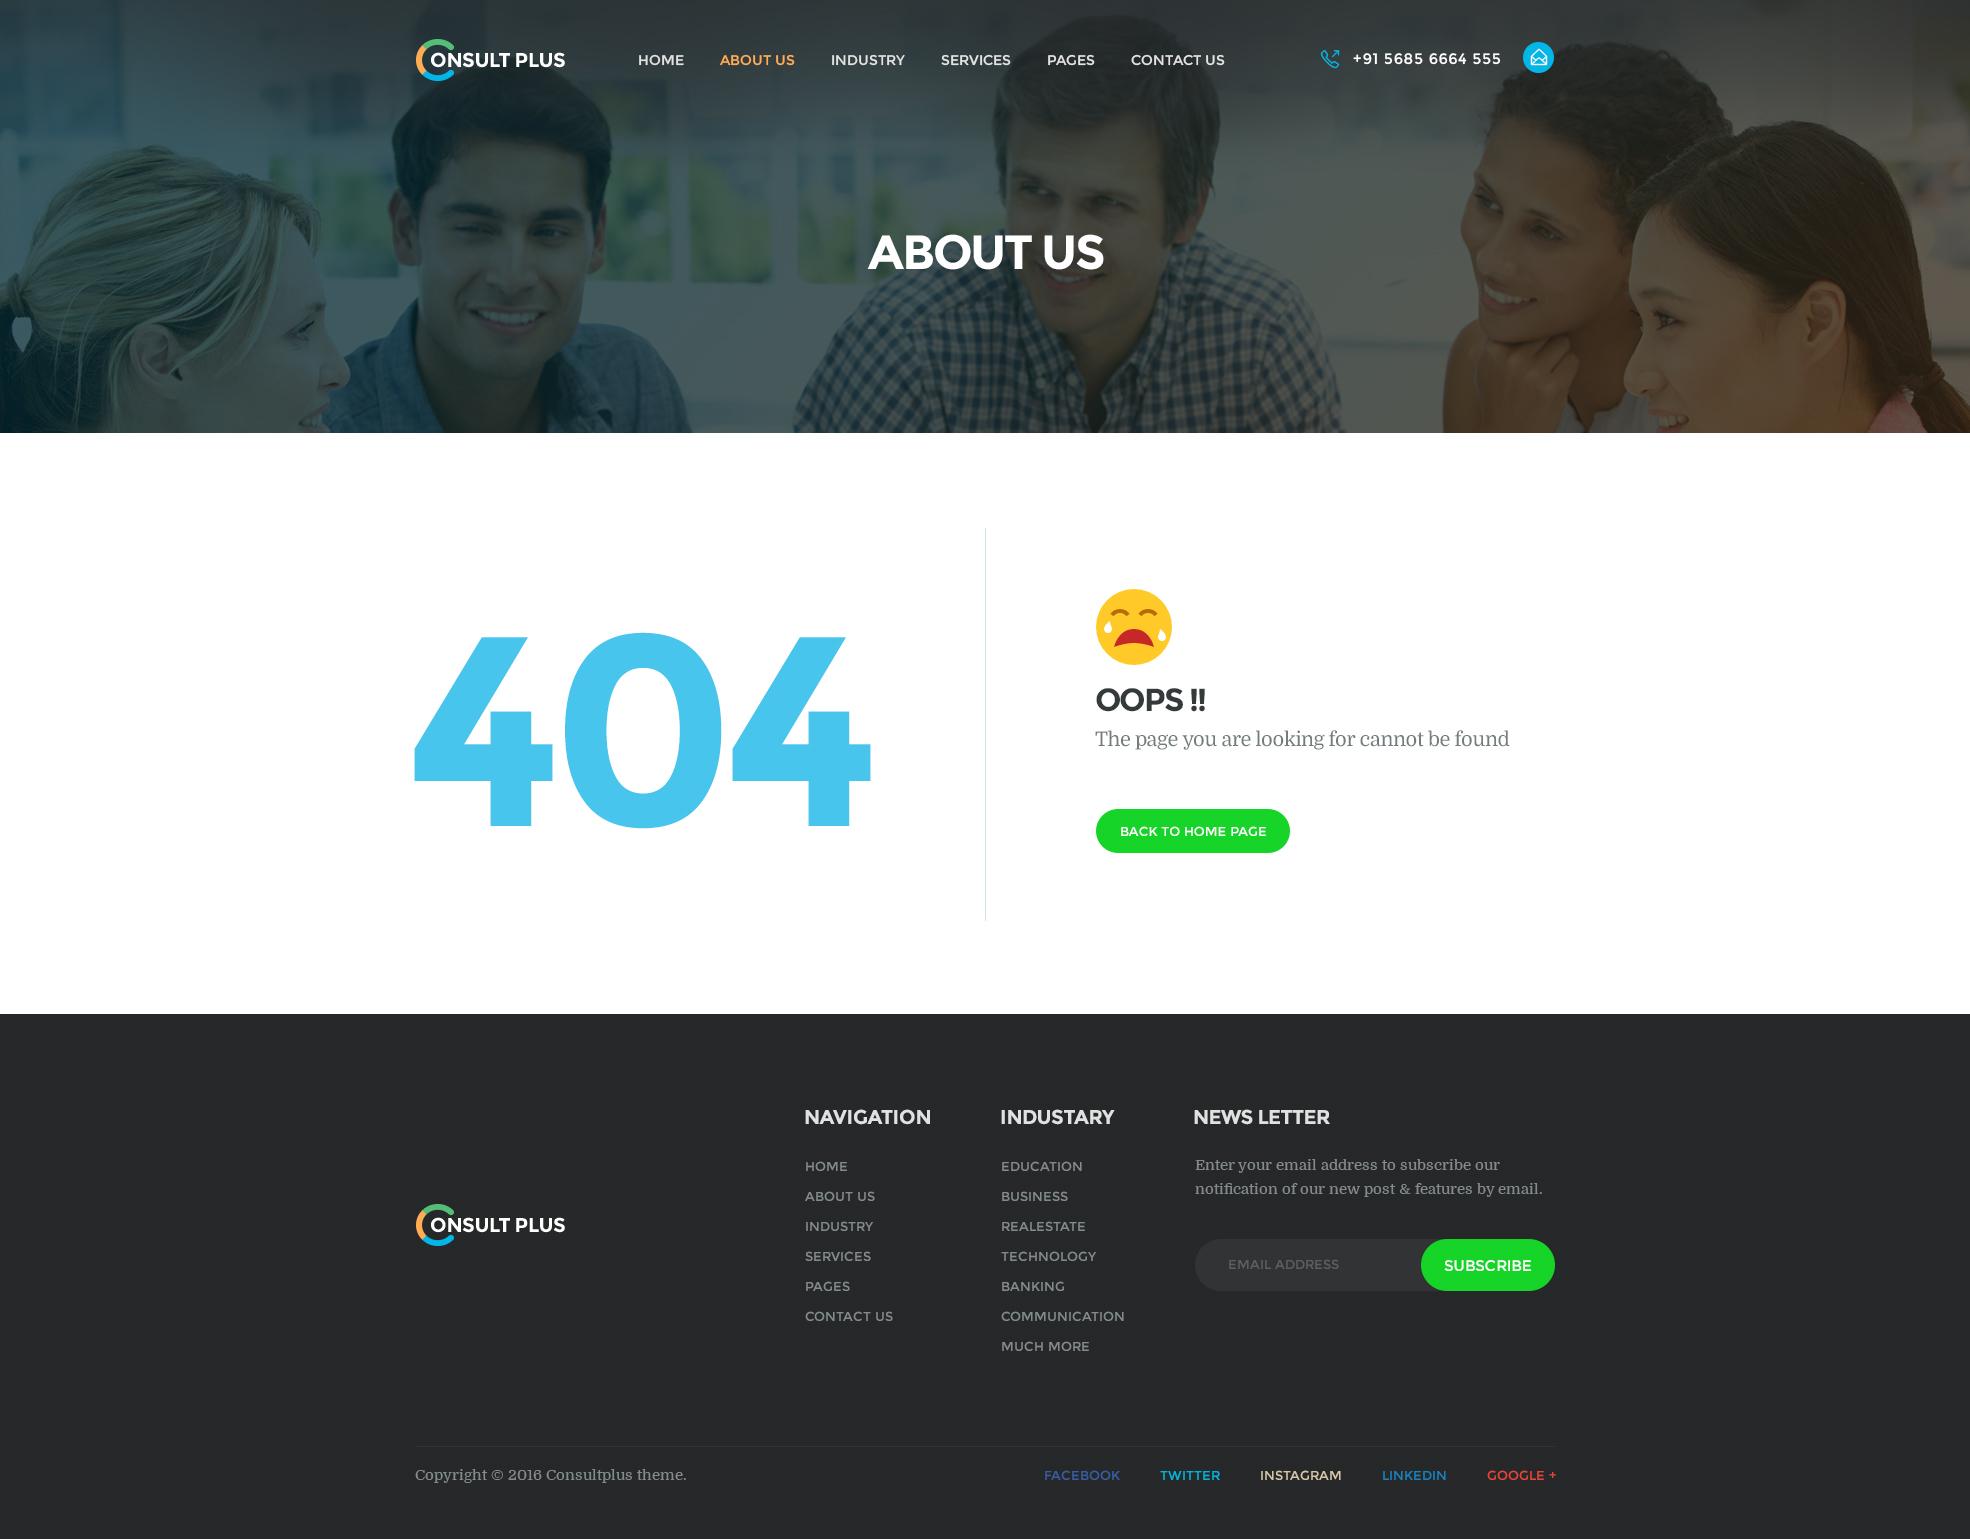 ONSULT PLUS
HOME ABOUT US INDUSTRY SERVICES PAGES CONTACT US
+91 5685 6664 555
ABOUT US
404
OOPS !!
The page you are looking for cannot be found
BACK TO HOME PAGE
ONSULT PLUS
NAVIGATION
HOME
ABOUT US
INDUSTRY
SERVICES
PAGES
CONTACT US
INDUSTARY
EDUCATION
BUSINESS
REALESTATE
TECHNOLOGY
BANKING
COMMUNICATION
MUCH MORE
NEWS LETTER
Enter your email address to subscribe our
notification of our new post & features by email.
EMAIL ADDRESS
SUBSCRIBE
Copyright © 2016 Consultplus theme.
FACEBOOK TWITTER INSTAGRAM LINKEDIN GOOGLE +